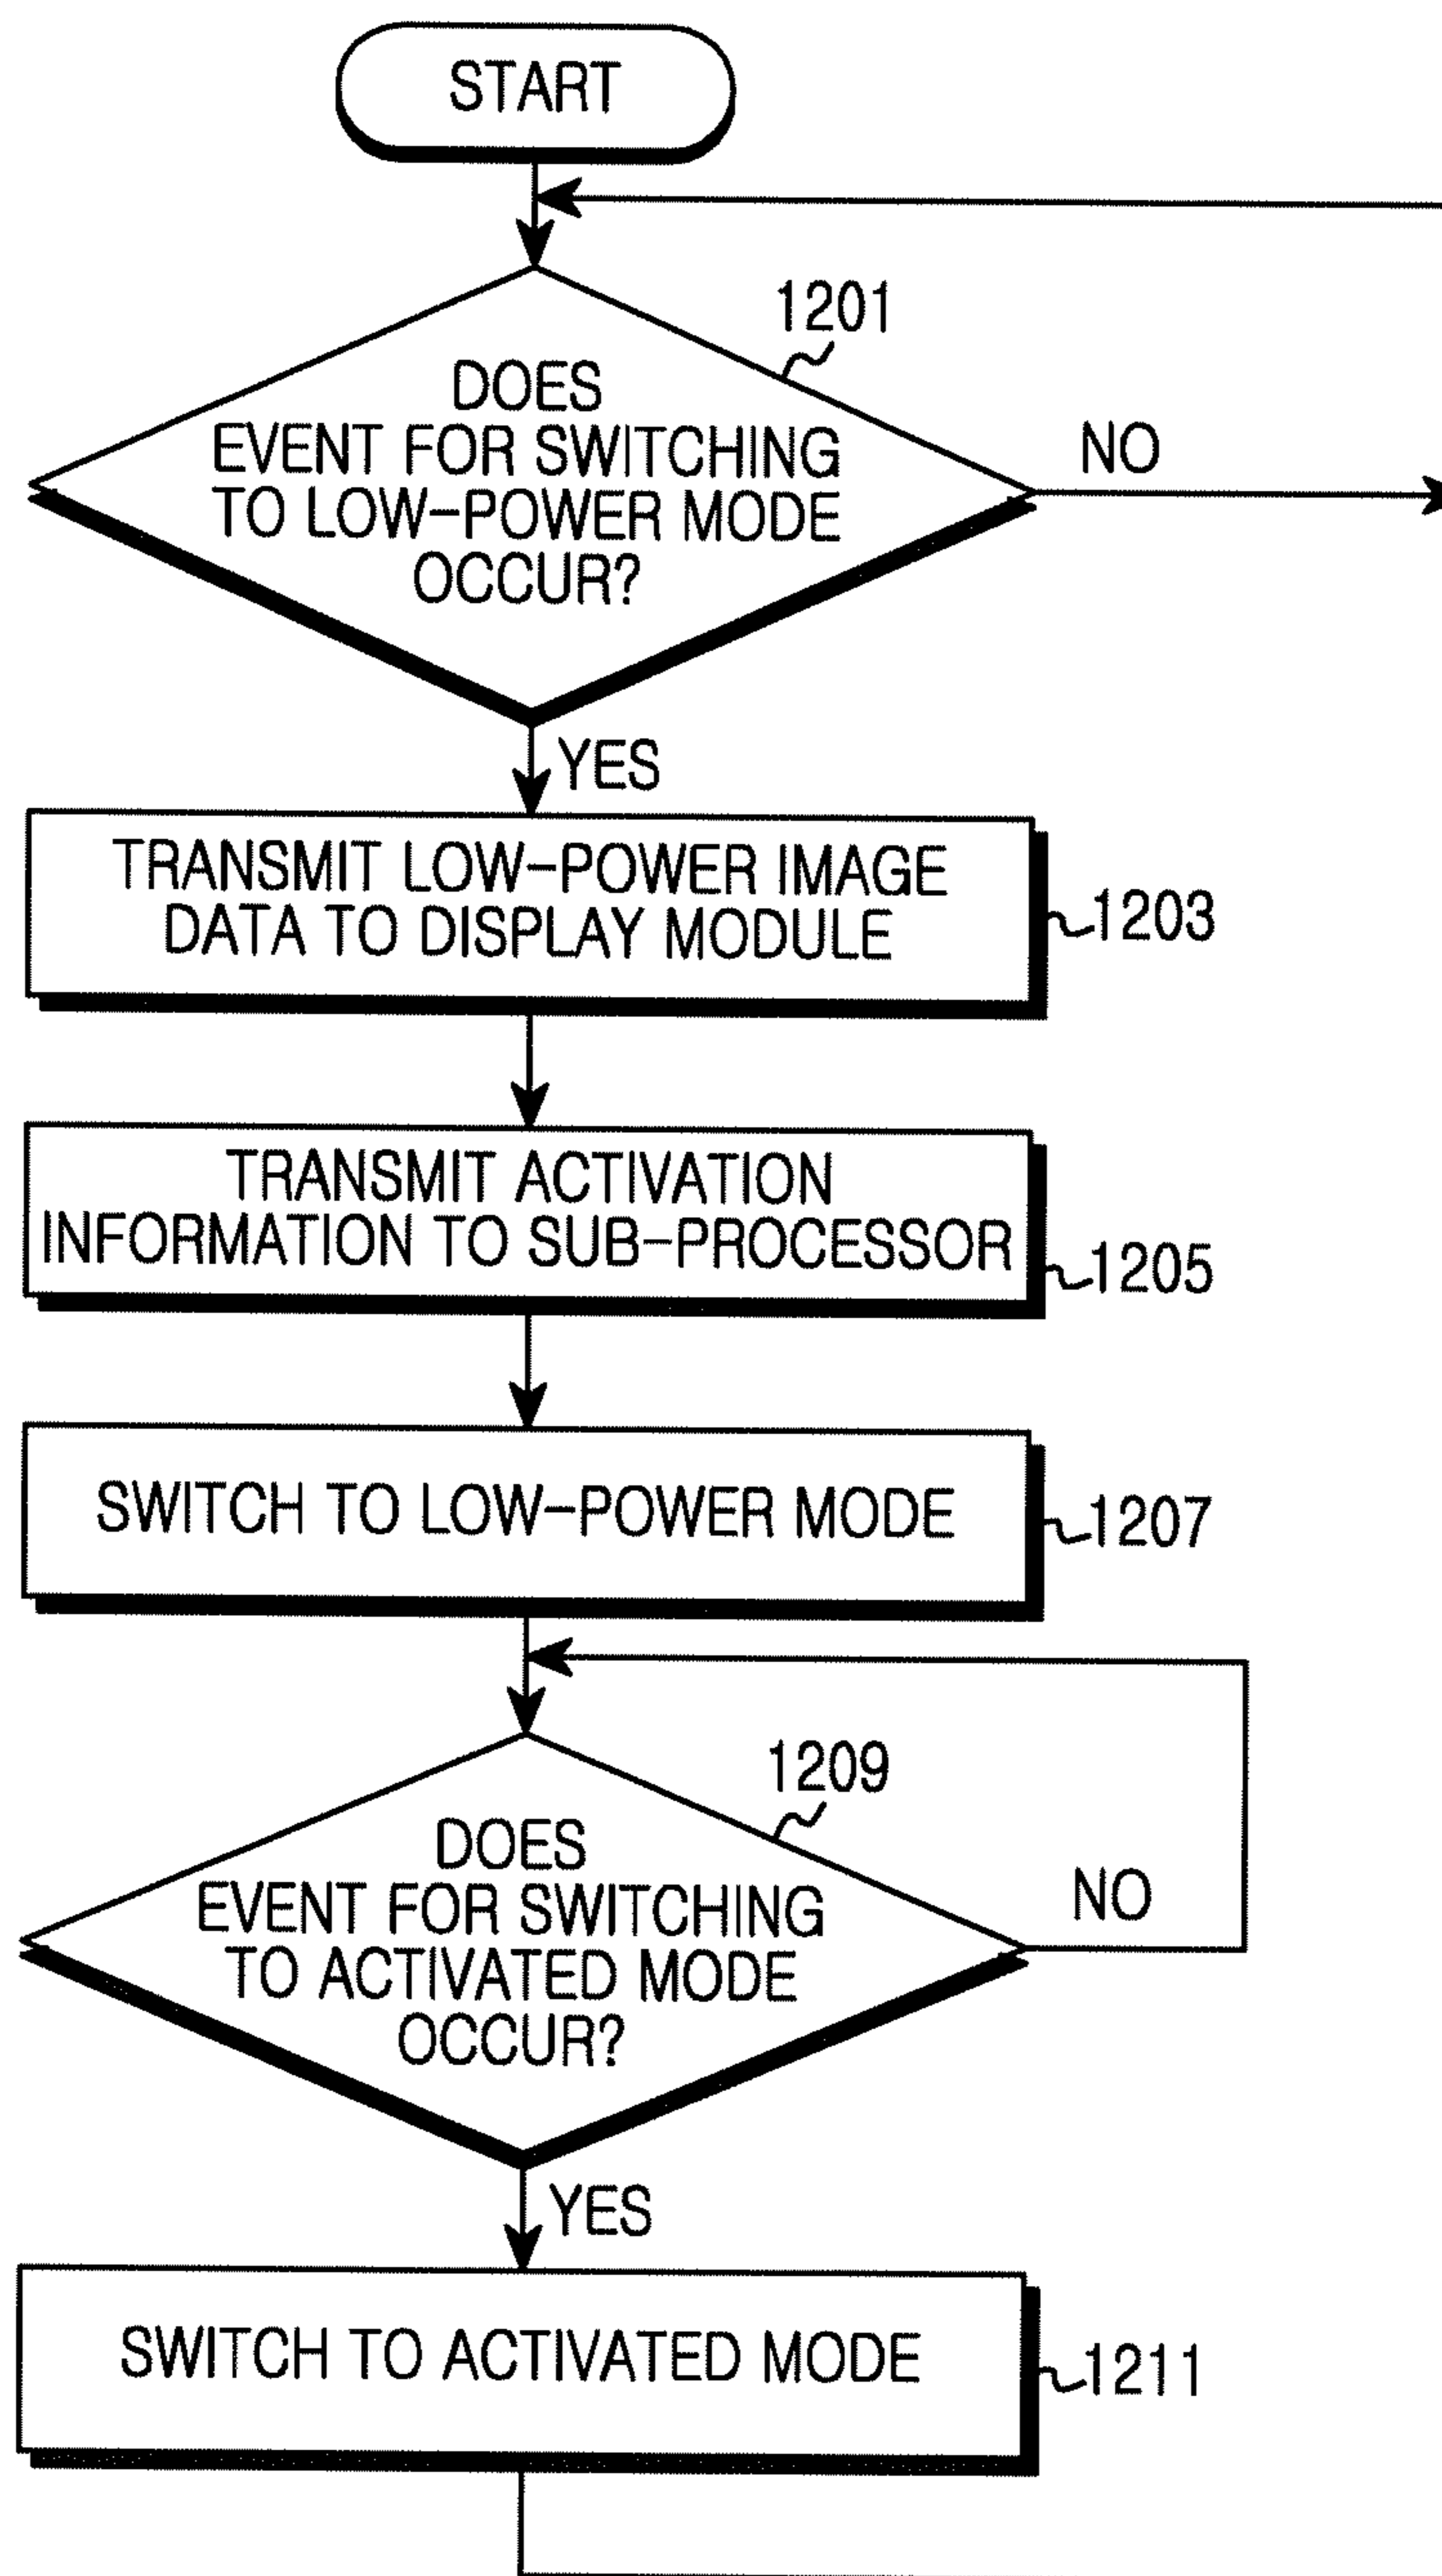 START
1201
DOES
EVENT FOR SWITCHING
TO LOW-POWER MODE
OCCUR?
NO
YES
TRANSMIT LOW-POWER IMAGE
DATA TO DISPLAY MODULE
1203
TRANSMIT ACTIVATION
INFORMATION TO SUB-PROCESSOR
1205
SWITCH TO LOW-POWER MODE
1207
1209
DOES
EVENT FOR SWITCHING
TO ACTIVATED MODE
OCCUR?
NO
YES
SWITCH TO ACTIVATED MODE
1211